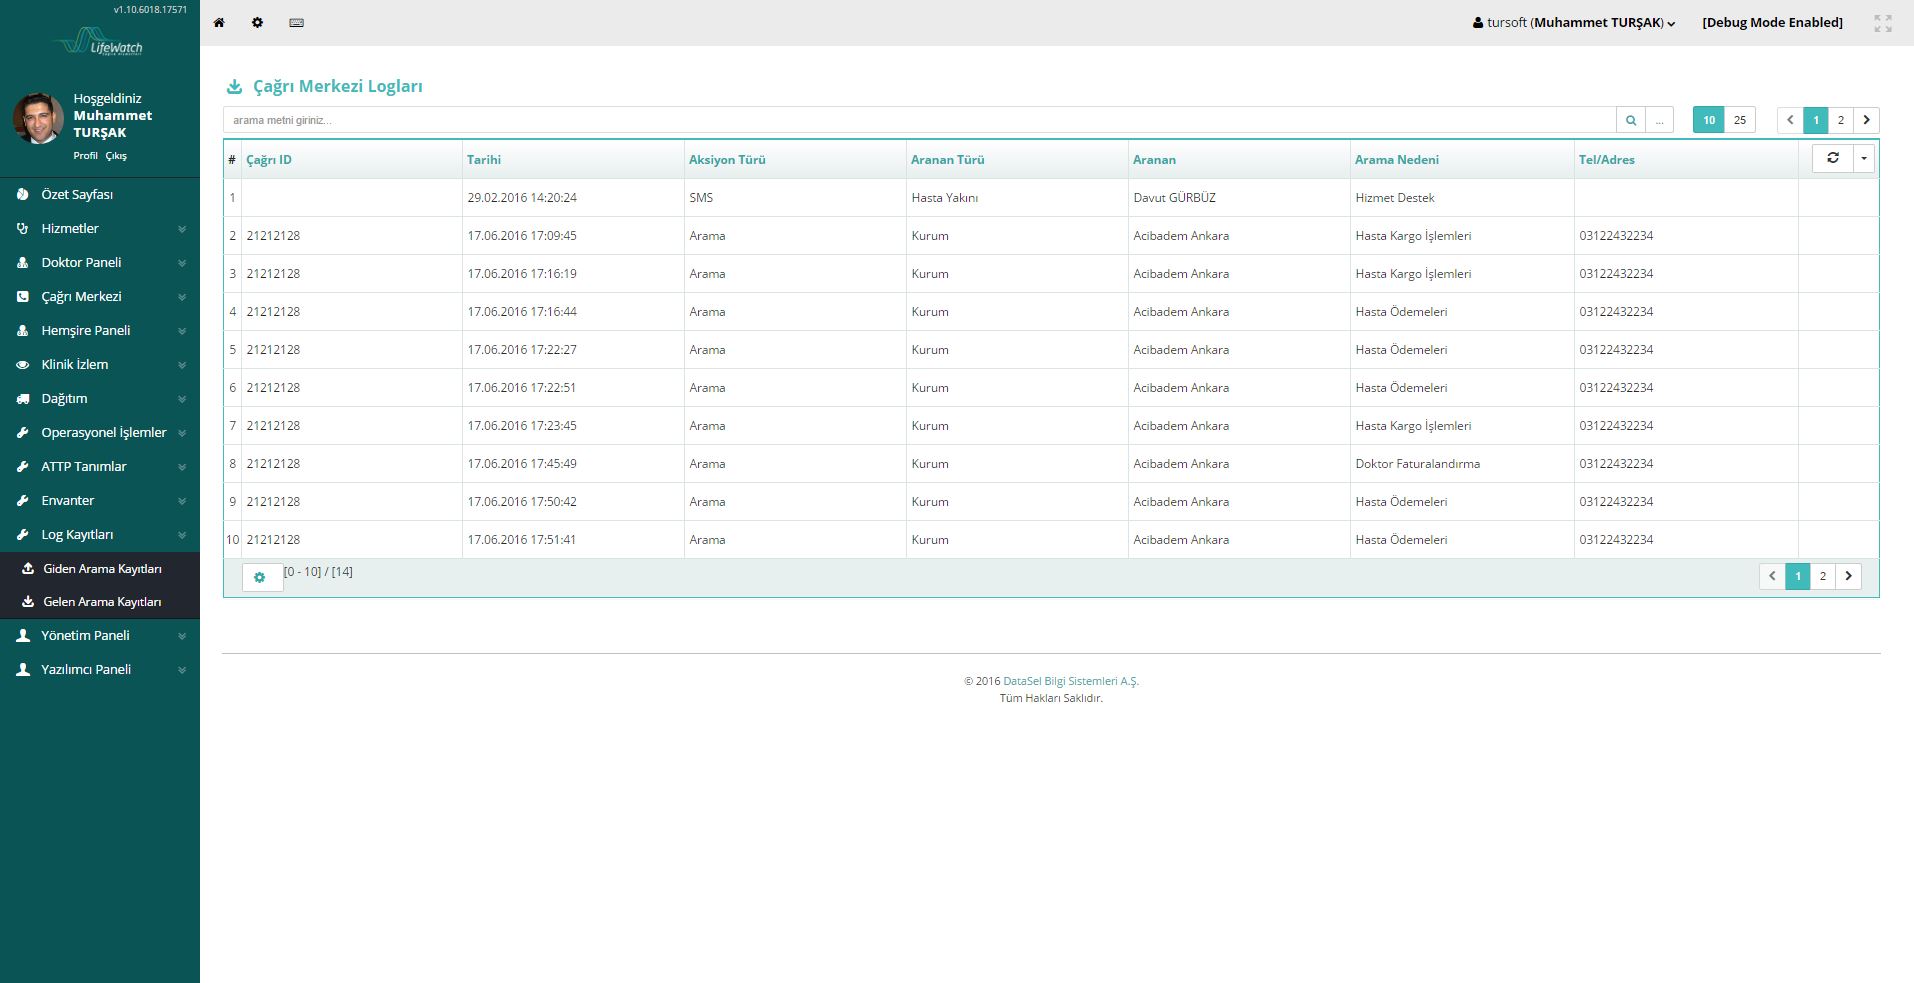 v1.10.6018.17571
LifeWatch
Hoşgeldiniz
Muhammet
TURŞAK
Profil Çıkış
Özet Sayfası
Hizmetler
Doktor Paneli
Çağrı Merkezi
Hemşire Paneli
Klinik İzlem
Dağıtım
Operasyonel İşlemler
ATTP Tanımlar
Envanter
Log Kayıtları
Giden Arama Kayıtları
Gelen Arama Kayıtları
Yönetim Paneli
Yazılımcı Paneli
tursoft (Muhammet TURŞAK) [Debug Mode Enabled]
Çağrı Merkezi Logları
arama metni giriniz... ... 10 25 1 2
# Çağrı ID Tarihi Aksiyon Türü Aranan Türü Aranan Arama Nedeni Tel/Adres
1 29.02.2016 14:20:24 SMS Hasta Yakını Davut GÜRBÜZ Hizmet Destek
2 21212128 17.06.2016 17:09:45 Arama Kurum Acibadem Ankara Hasta Kargo İşlemleri 03122432234
3 21212128 17.06.2016 17:16:19 Arama Kurum Acibadem Ankara Hasta Kargo İşlemleri 03122432234
4 21212128 17.06.2016 17:16:44 Arama Kurum Acibadem Ankara Hasta Ödemeleri 03122432234
5 21212128 17.06.2016 17:22:27 Arama Kurum Acibadem Ankara Hasta Ödemeleri 03122432234
6 21212128 17.06.2016 17:22:51 Arama Kurum Acibadem Ankara Hasta Ödemeleri 03122432234
7 21212128 17.06.2016 17:23:45 Arama Kurum Acibadem Ankara Hasta Kargo İşlemleri 03122432234
8 21212128 17.06.2016 17:45:49 Arama Kurum Acibadem Ankara Doktor Faturalandırma 03122432234
9 21212128 17.06.2016 17:50:42 Arama Kurum Acibadem Ankara Hasta Ödemeleri 03122432234
10 21212128 17.06.2016 17:51:41 Arama Kurum Acibadem Ankara Hasta Ödemeleri 03122432234
[0 - 10] / [14] 1 2
© 2016 DataSel Bilgi Sistemleri A.Ş.
Tüm Hakları Saklıdır.